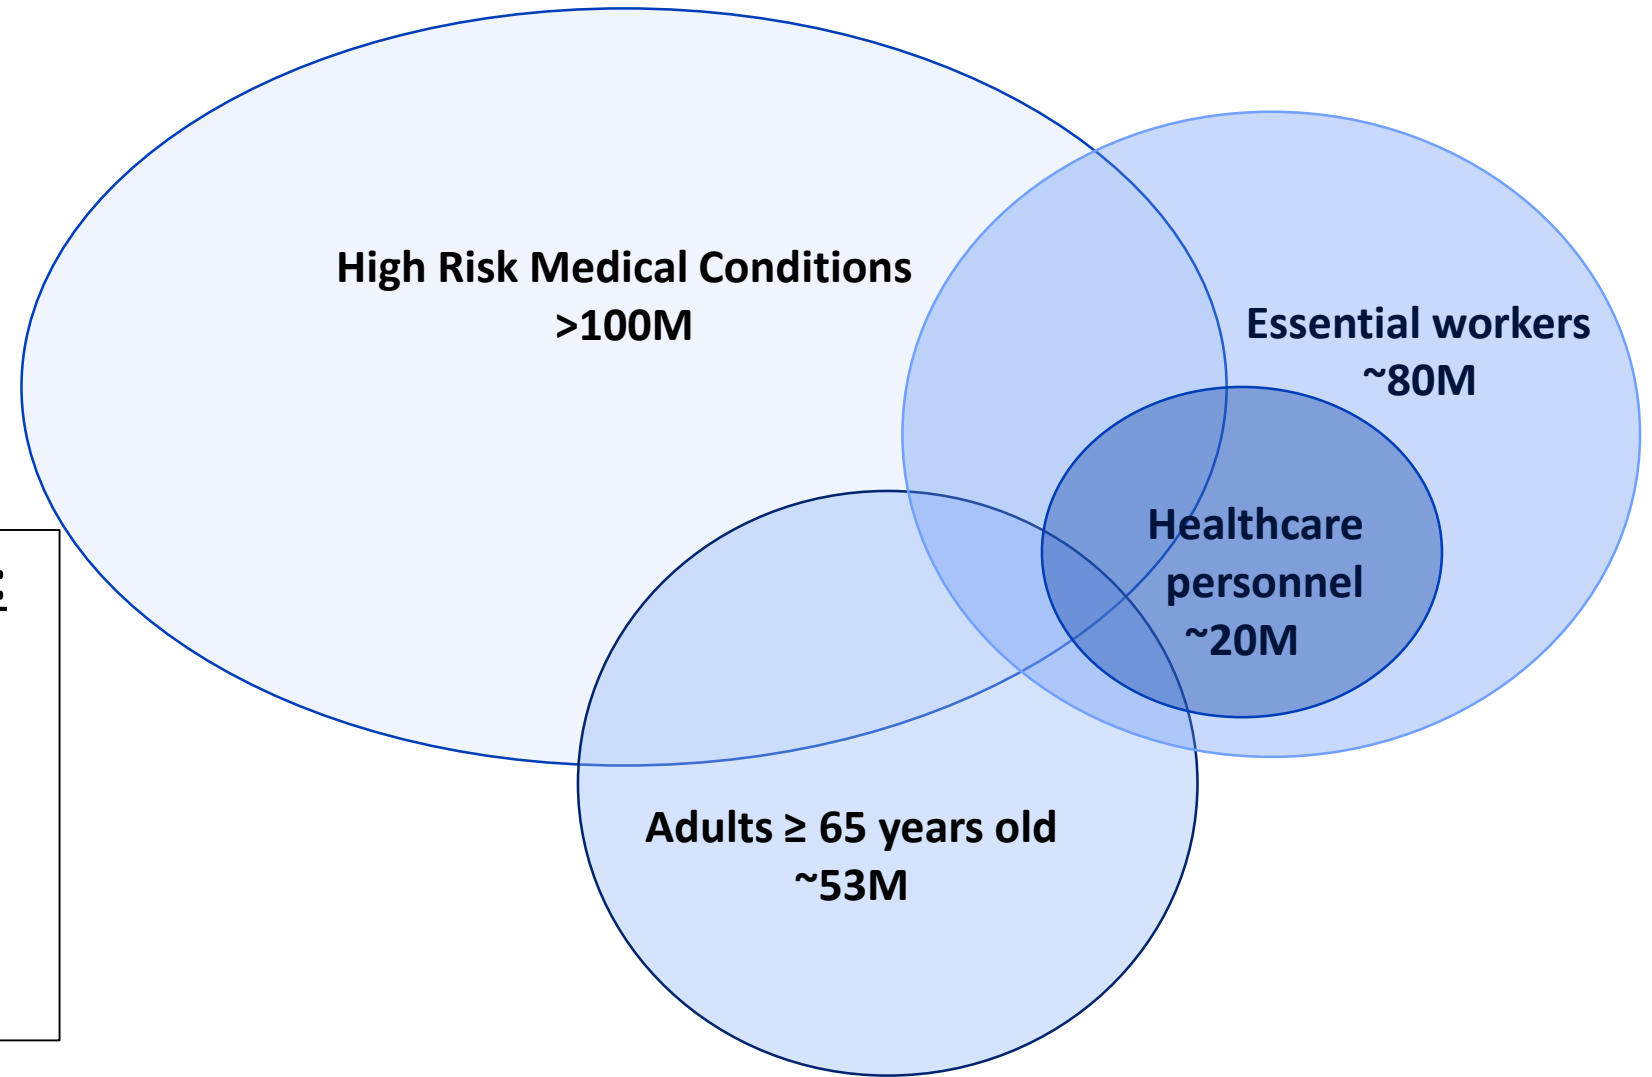 High Risk Medical Conditions
>100M
Essential workers
~80M
Healthcare
personnel
~20M
:
Adults ≥ 65 years old
~53M